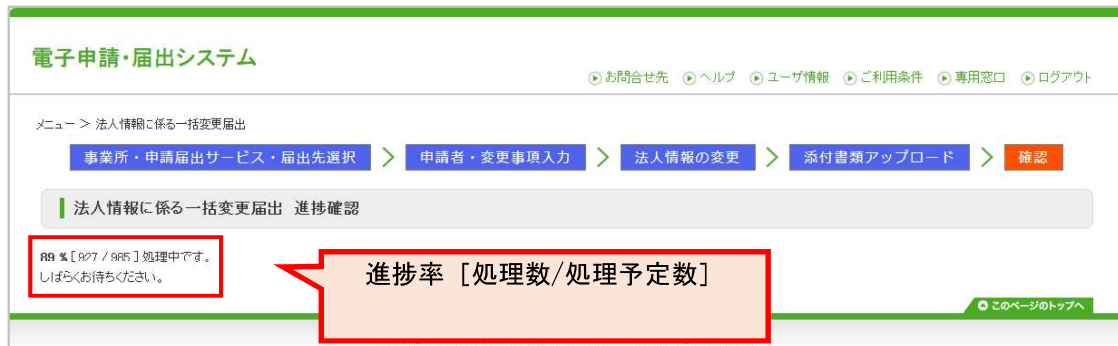 電子申請・届出システム
お問合せ先 ヘルプ ユーザ情報 ご利用条件 専用窓口 ログアウト
メニュー > 法人情報に係る一括変更届出
事業所・申請届出サービス・届出先選択 > 申請者・変更事項入力 > 法人情報の変更 > 添付書類アップロード > 確認
法人情報に係る一括変更届出 進捗確認
89 % [ 927 / 985 ] 処理中です。
しばらくお待ちください。
進捗率 [処理数/処理予定数]
このページのトップへ